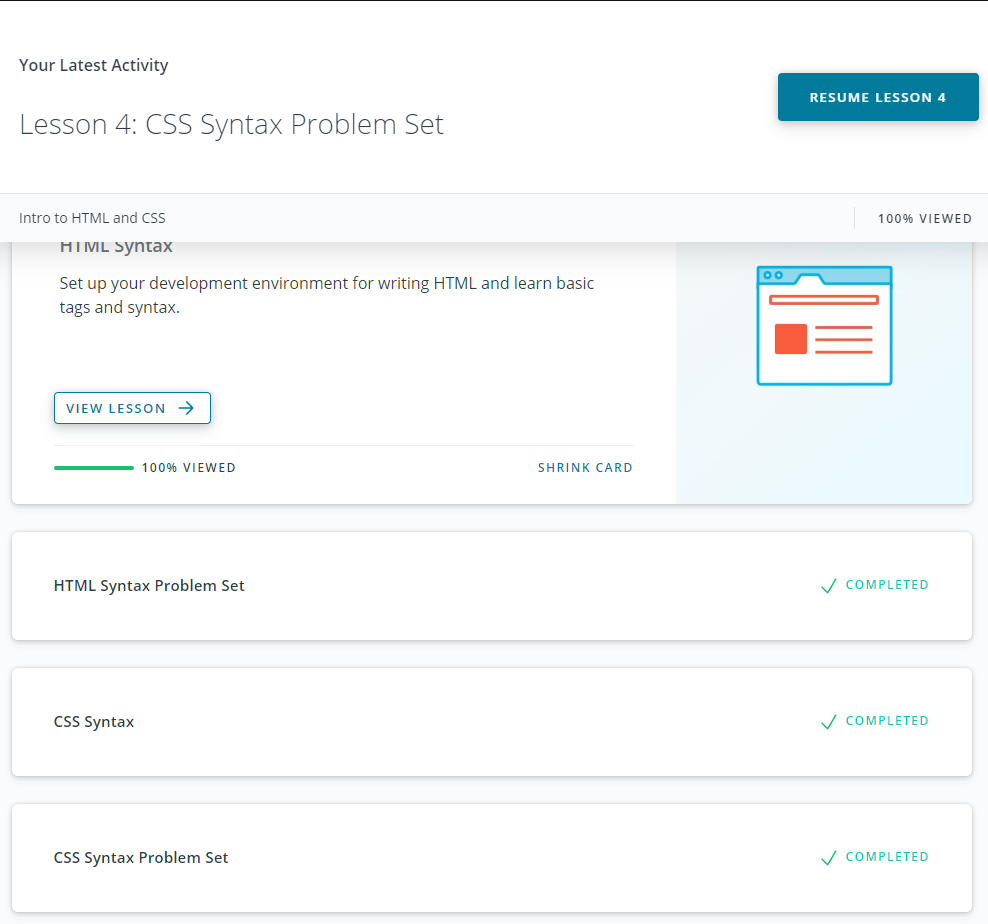 Your Latest Activity
RESUME LESSON 4
Lesson 4: CSS Syntax Problem Set
Intro to HTML and CSS
100% VIEWED
HTML Syntax
Set up your development environment for writing HTML and learn basic
tags and syntax.
VIEW LESSON
100% VIEWED
SHRINK CARD
HTML Syntax Problem Set
COMPLETED
CSS Syntax
COMPLETED
CSS Syntax Problem Set
COMPLETED